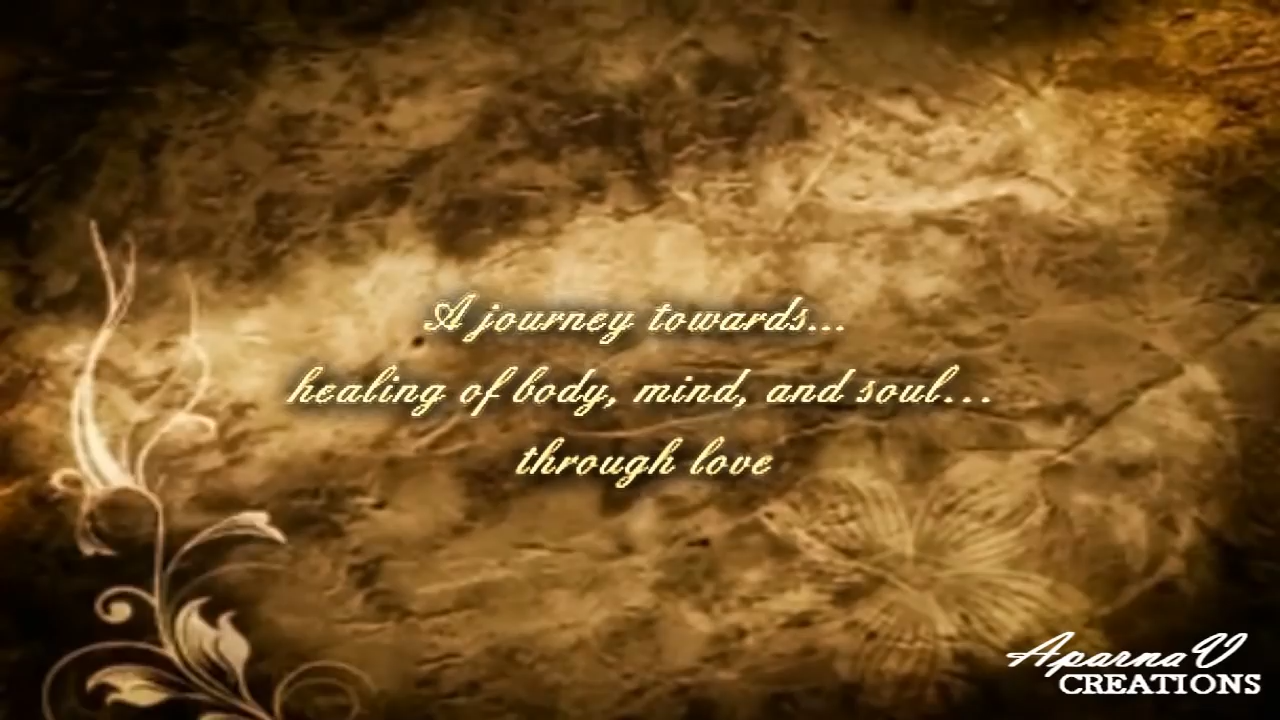 A journey towards...
healing of body, mind, and soul...
through love
AparnaV
CREATIONS